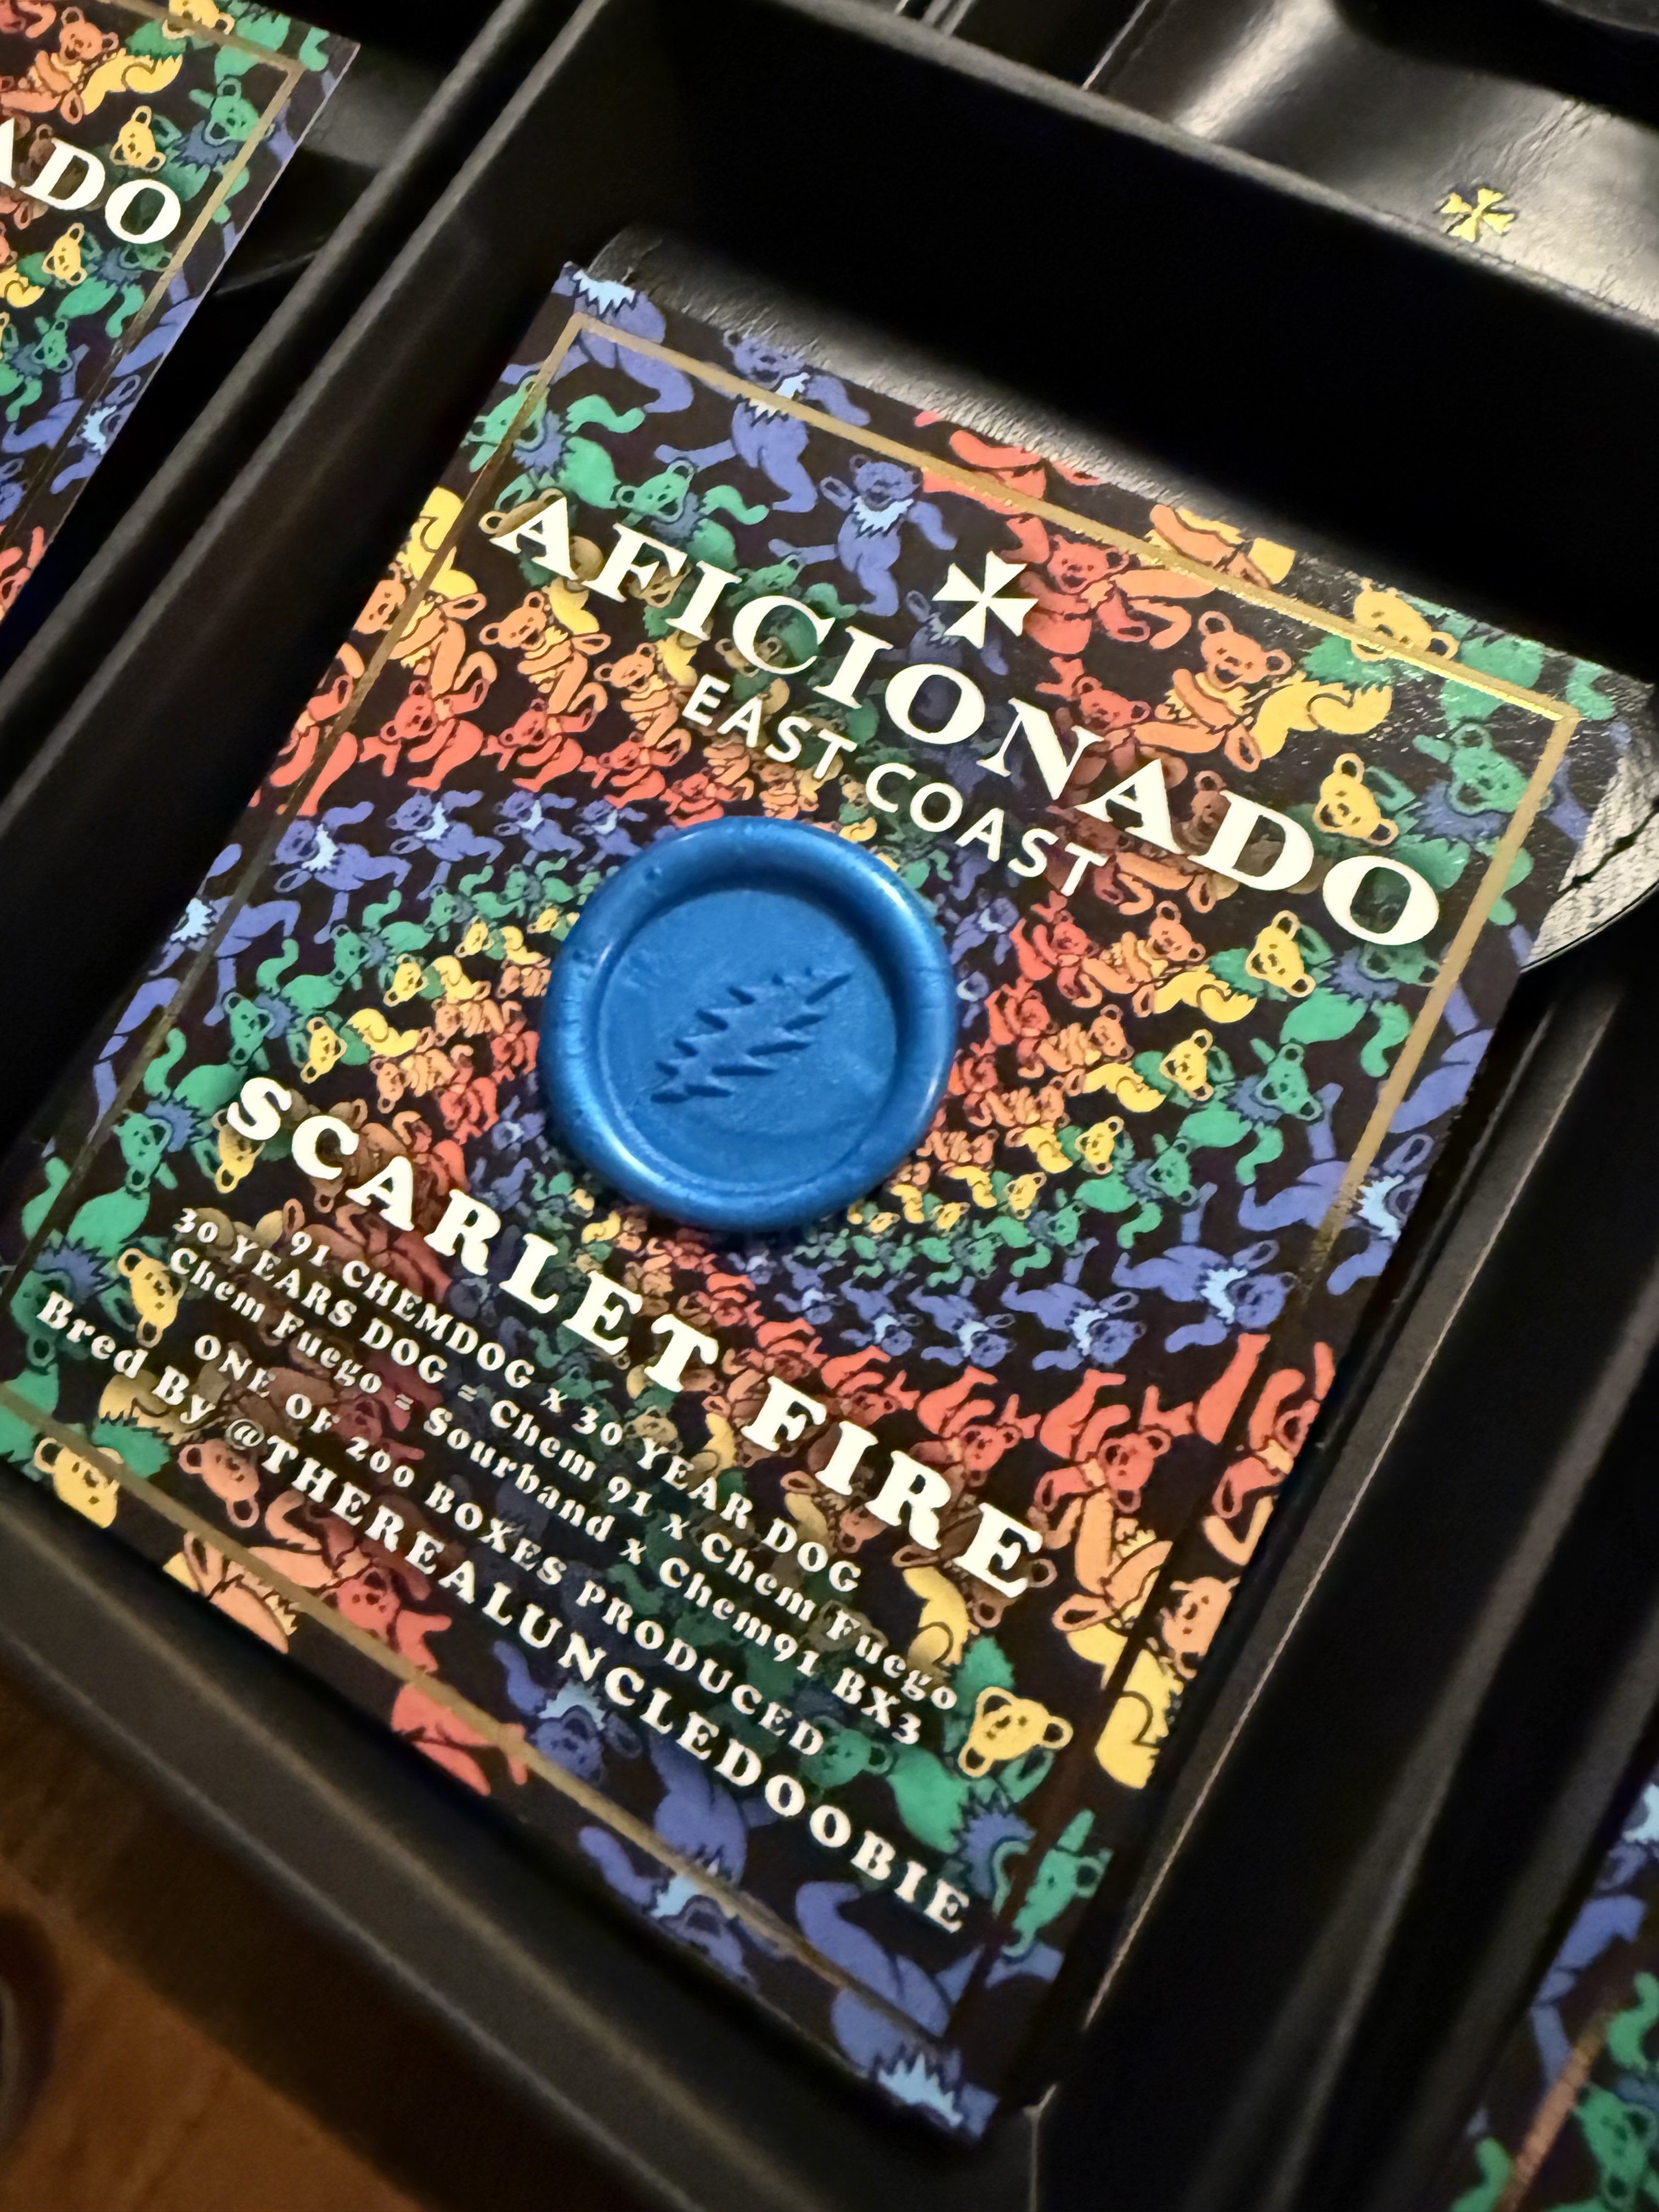 ADO
AFICIONADO
EAST COAST
SCARLET FIRE
91 CHEMDOG x 30 YEAR DOG
30 YEARS DOG = Chem 91 x Chem Fuego
Chem Fuego = Sourband x Chem91 BX3
ONE OF 200 BOXES PRODUCED
Bred By @THEREALUNCLEDOOBIE